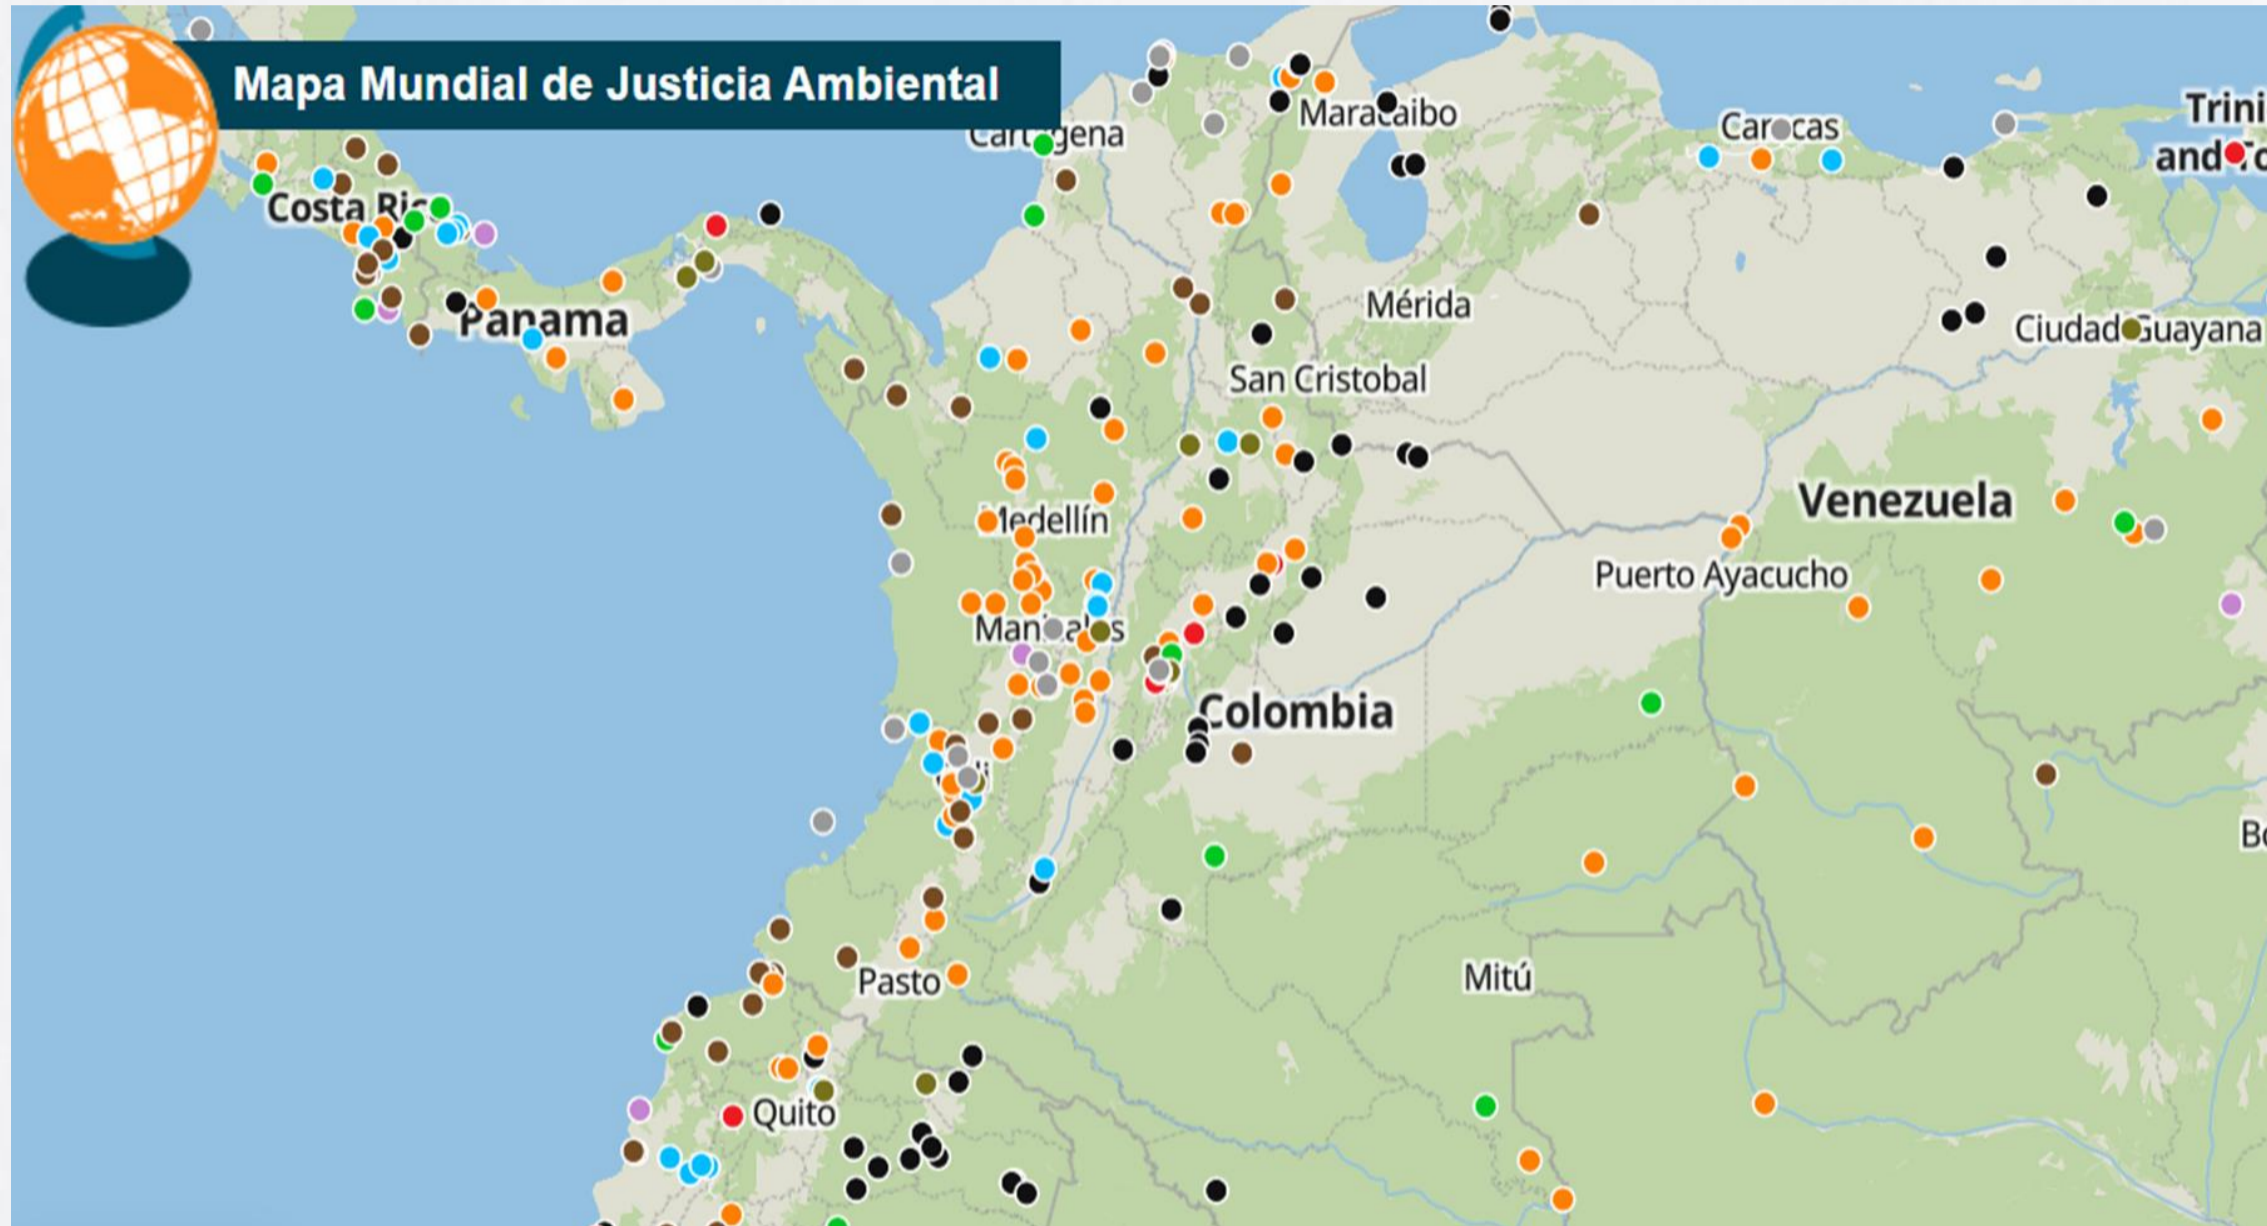 Mapa Mundial de Justicia Ambiental
Cartagena
Maracaibo
Caracas
Trini
and To
Costa Rica
Panama
Mérida
Ciudad Guayana
San Cristobal
Medellín
Venezuela
Puerto Ayacucho
Manizales
Colombia
Pasto
Mitú
Quito